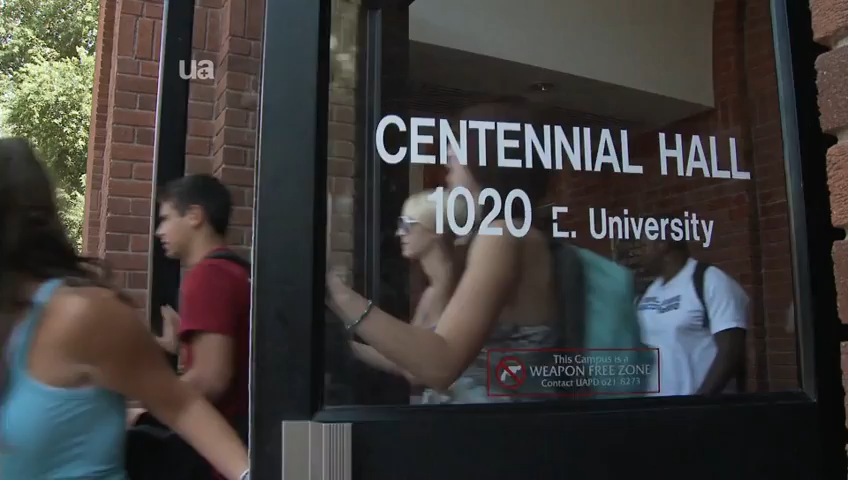 ua
CENTENNIAL HALL
1020 E. University
This Campus is a
WEAPON FREE ZONE
Contact UAPD 621-8273